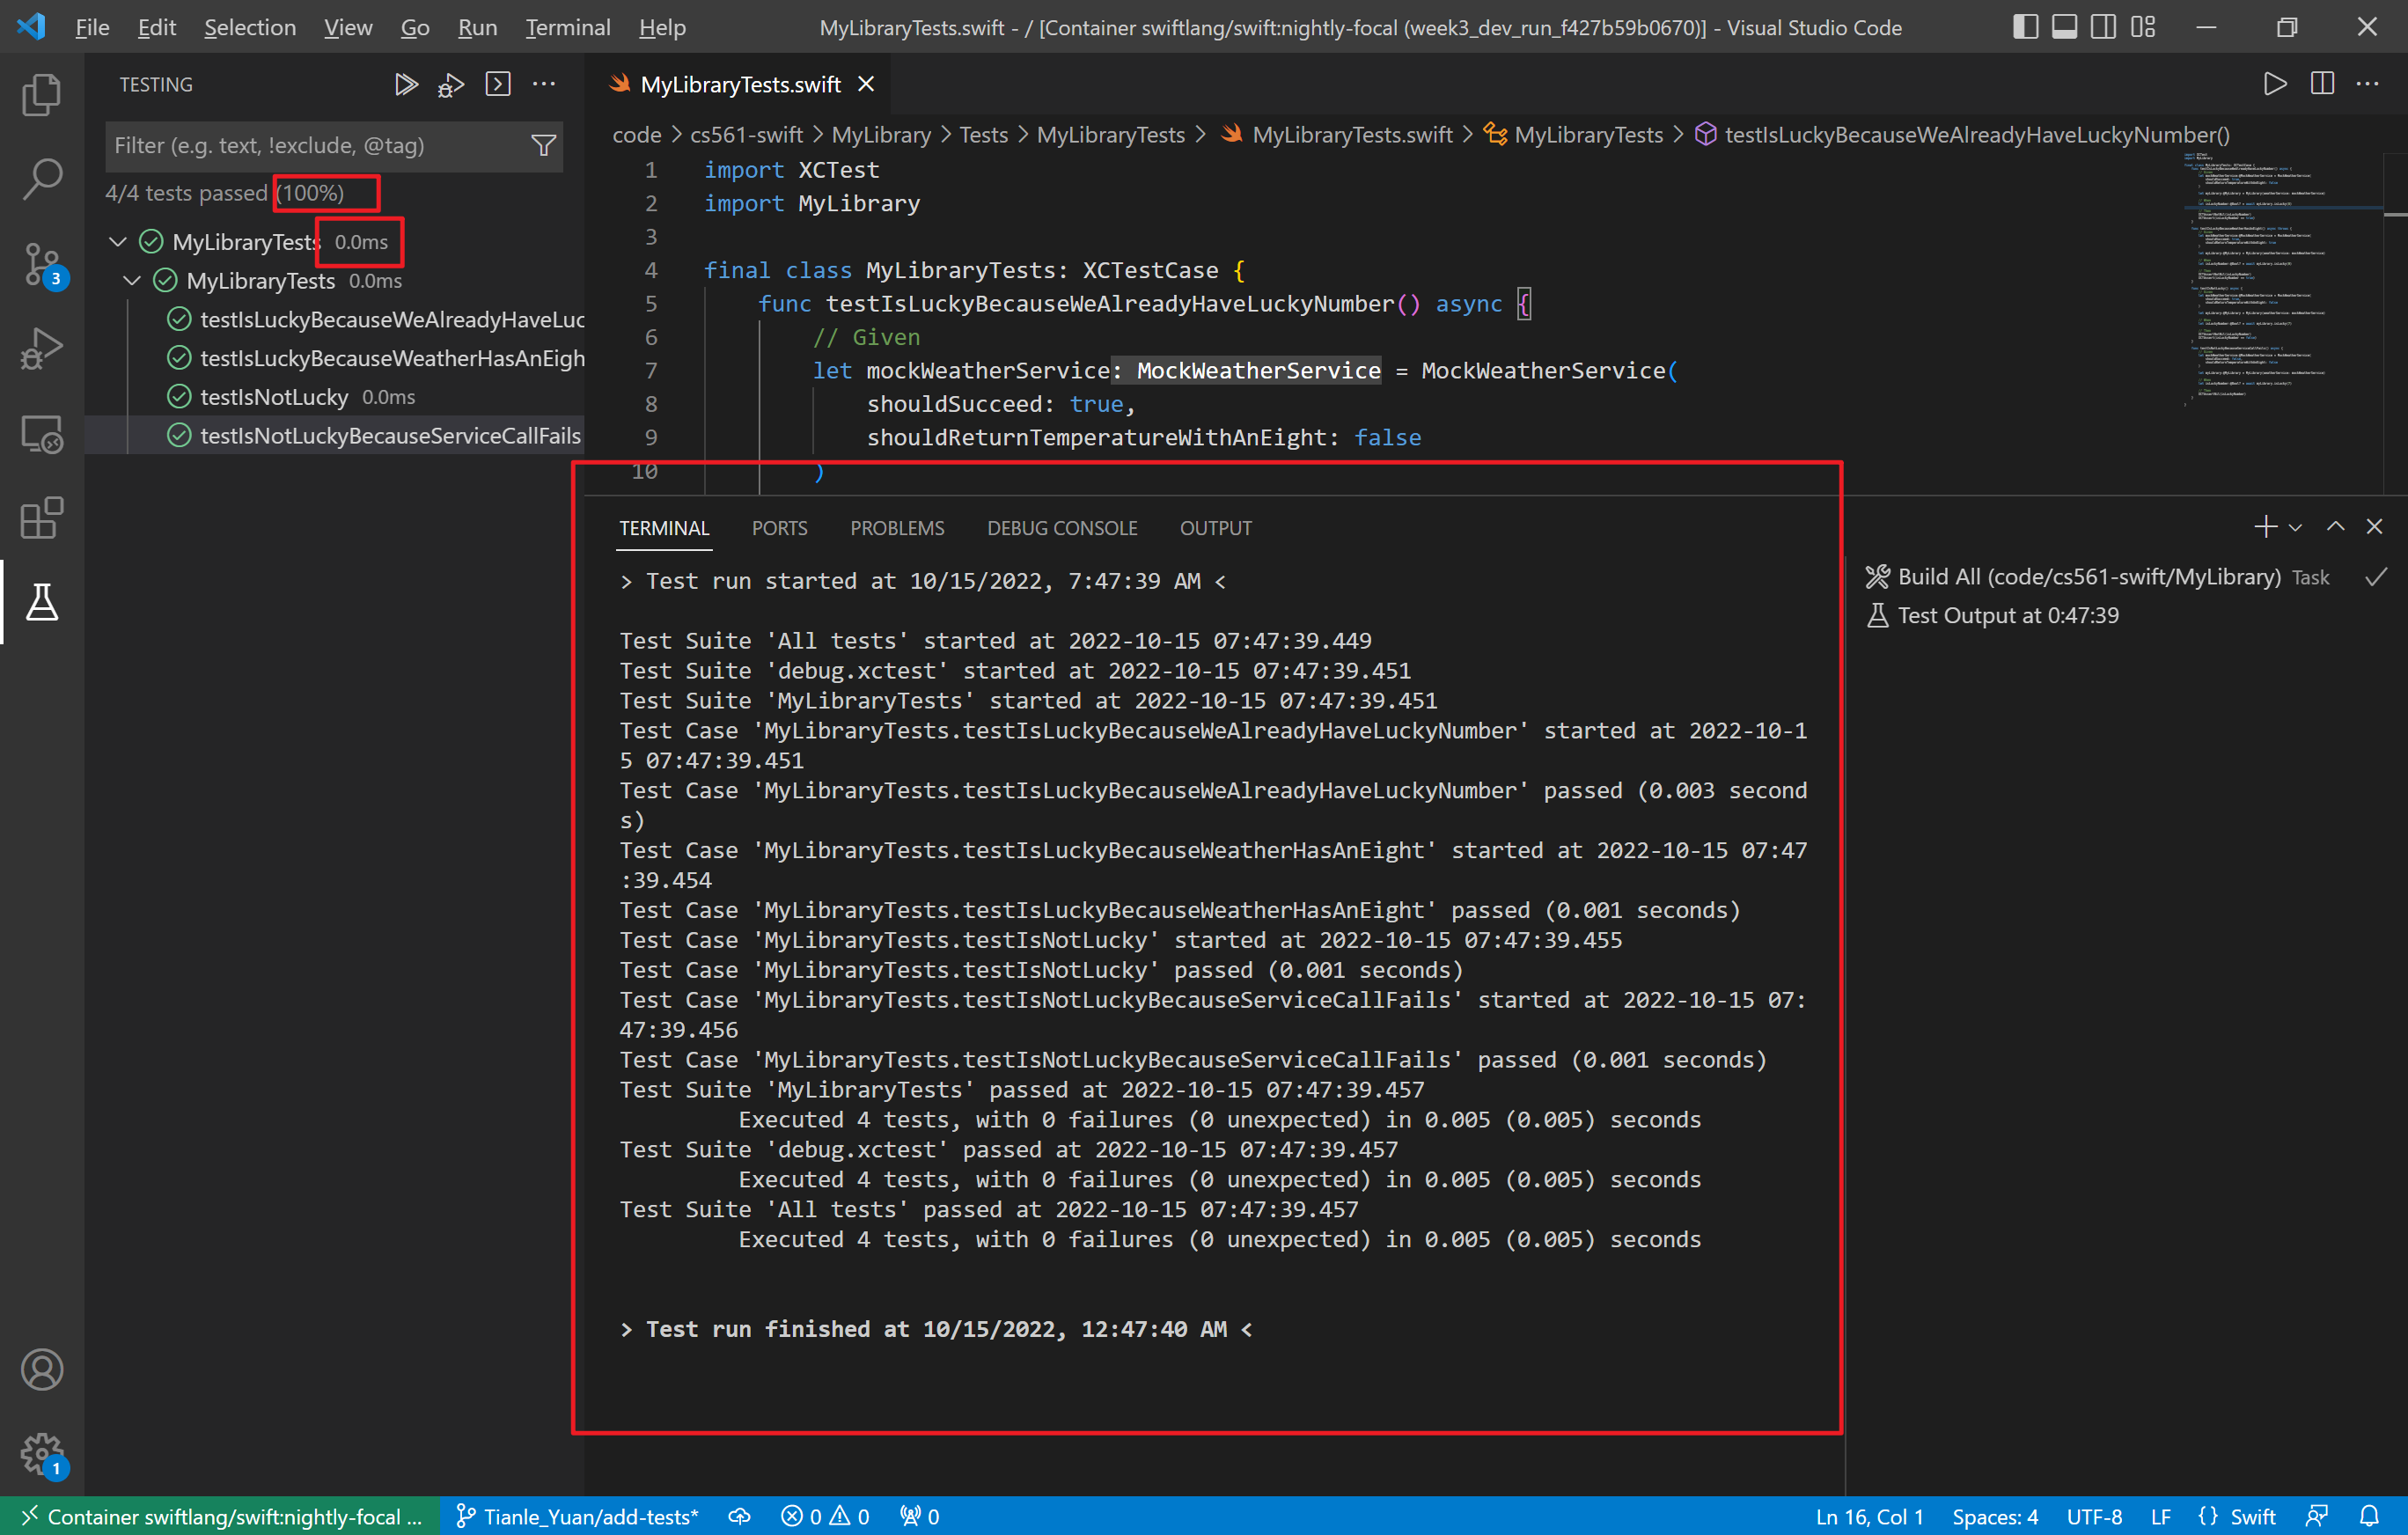 File Edit Selection View Go Run Terminal Help
MyLibraryTests.swift - / [Container swiftlang/swift:nightly-focal (week3_dev_run_f427b59b0670)] - Visual Studio Code
TESTING
Filter (e.g. text, !exclude, @tag)
4/4 tests passed (100%)
MyLibraryTests 0.0ms
MyLibraryTests 0.0ms
testIsLuckyBecauseWeAlreadyHaveLuc
testIsLuckyBecauseWeatherHasAnEigh
testIsNotLucky 0.0ms
testIsNotLuckyBecauseServiceCallFails
3
1
MyLibraryTests.swift
code > cs561-swift > MyLibrary > Tests > MyLibraryTests > MyLibraryTests.swift > MyLibraryTests > testIsLuckyBecauseWeAlreadyHaveLuckyNumber()
1 import XCTest
2 import MyLibrary
3
4 final class MyLibraryTests: XCTestCase {
5 func testIsLuckyBecauseWeAlreadyHaveLuckyNumber() async {
6 // Given
7 let mockWeatherService: MockWeatherService = MockWeatherService(
8 shouldSucceed: true,
9 shouldReturnTemperatureWithAnEight: false
10 )
TERMINAL PORTS PROBLEMS DEBUG CONSOLE OUTPUT
> Test run started at 10/15/2022, 7:47:39 AM <
Test Suite 'All tests' started at 2022-10-15 07:47:39.449
Test Suite 'debug.xctest' started at 2022-10-15 07:47:39.451
Test Suite 'MyLibraryTests' started at 2022-10-15 07:47:39.451
Test Case 'MyLibraryTests.testIsLuckyBecauseWeAlreadyHaveLuckyNumber' started at 2022-10-1
5 07:47:39.451
Test Case 'MyLibraryTests.testIsLuckyBecauseWeAlreadyHaveLuckyNumber' passed (0.003 second
s)
Test Case 'MyLibraryTests.testIsLuckyBecauseWeatherHasAnEight' started at 2022-10-15 07:47
:39.454
Test Case 'MyLibraryTests.testIsLuckyBecauseWeatherHasAnEight' passed (0.001 seconds)
Test Case 'MyLibraryTests.testIsNotLucky' started at 2022-10-15 07:47:39.455
Test Case 'MyLibraryTests.testIsNotLucky' passed (0.001 seconds)
Test Case 'MyLibraryTests.testIsNotLuckyBecauseServiceCallFails' started at 2022-10-15 07:
47:39.456
Test Case 'MyLibraryTests.testIsNotLuckyBecauseServiceCallFails' passed (0.001 seconds)
Test Suite 'MyLibraryTests' passed at 2022-10-15 07:47:39.457
Executed 4 tests, with 0 failures (0 unexpected) in 0.005 (0.005) seconds
Test Suite 'debug.xctest' passed at 2022-10-15 07:47:39.457
Executed 4 tests, with 0 failures (0 unexpected) in 0.005 (0.005) seconds
Test Suite 'All tests' passed at 2022-10-15 07:47:39.457
Executed 4 tests, with 0 failures (0 unexpected) in 0.005 (0.005) seconds
> Test run finished at 10/15/2022, 12:47:40 AM <
Build All (code/cs561-swift/MyLibrary) Task
Test Output at 0:47:39
Container swiftlang/swift:nightly-focal ... Tianle_Yuan/add-tests* 0 0 0 Ln 16, Col 1 Spaces: 4 UTF-8 LF {} Swift